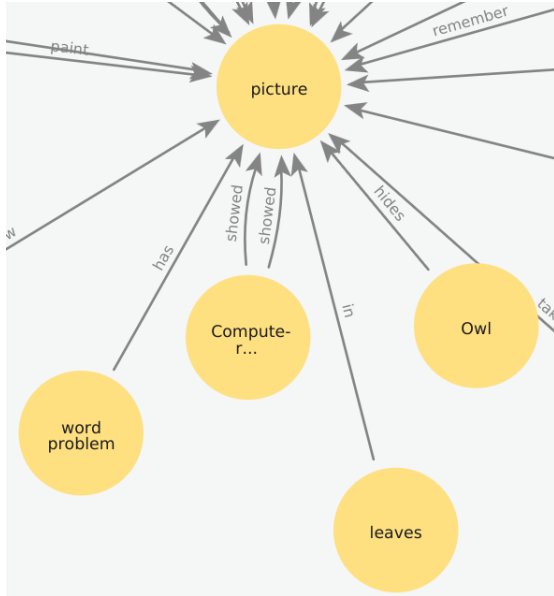 remember
paint
picture
hides
showed
showed
has
in
Owl
Compute-
r...
word
problem
leaves